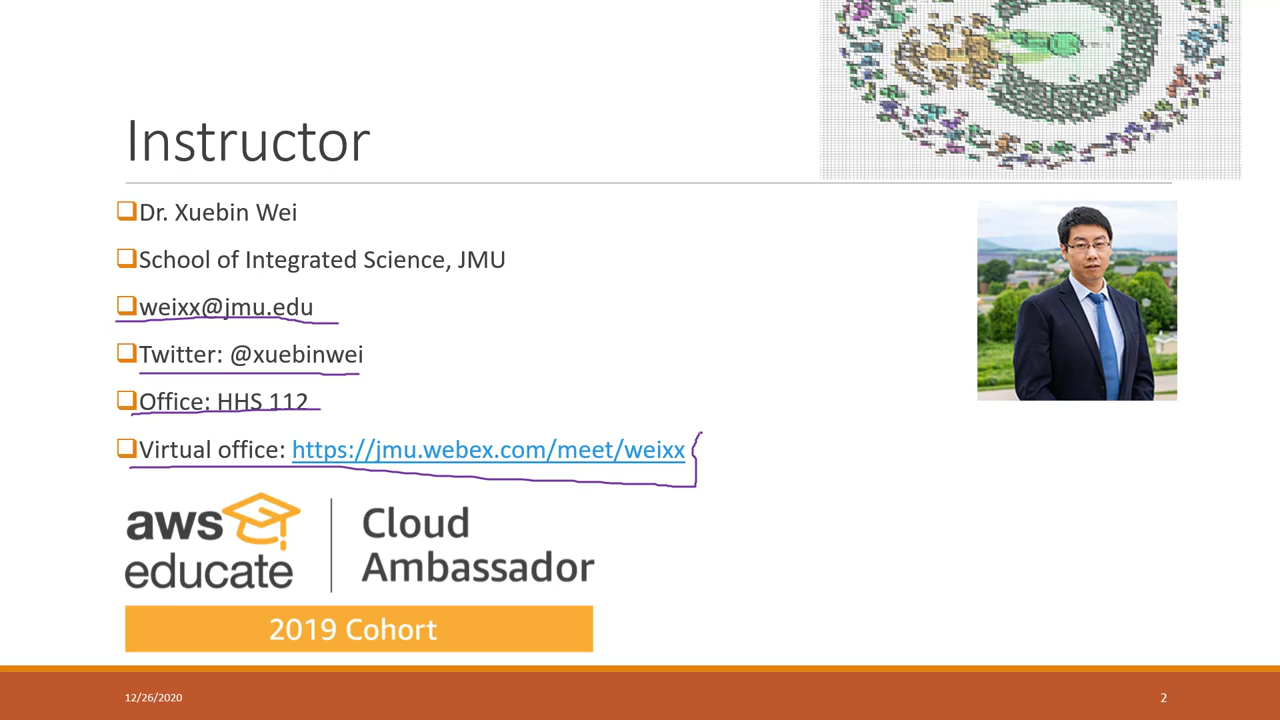 Instructor
Dr. Xuebin Wei
School of Integrated Science, JMU
weixx@jmu.edu
Twitter: @xuebinwei
Office: HHS 112
Virtual office: https://jmu.webex.com/meet/weixx
aws educate
Cloud Ambassador
2019 Cohort
12/26/2020
2